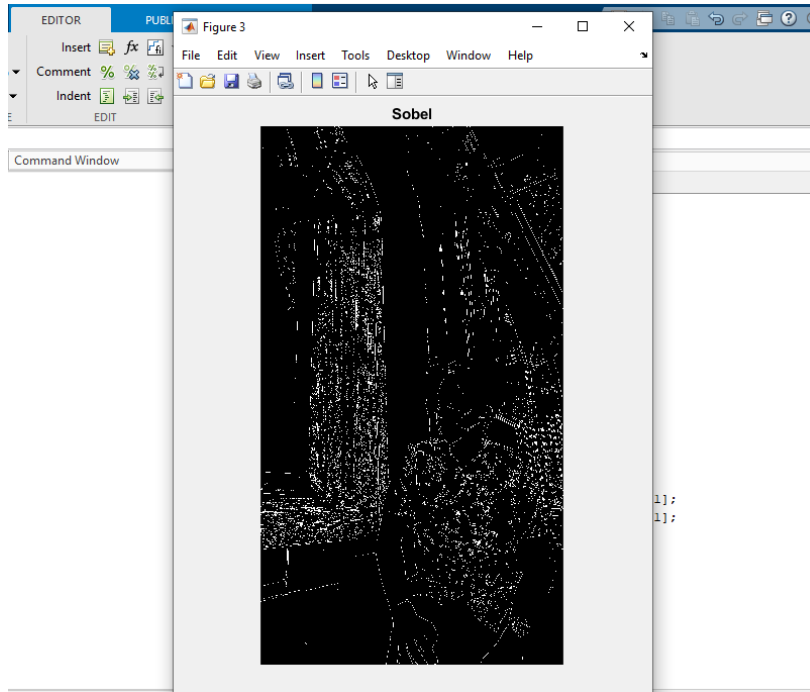 EDITOR
PUBL
Figure 3
Insert
fx
Comment
Indent
EDIT
File Edit View Insert Tools Desktop Window Help
Command Window
Sobel
1];
1];